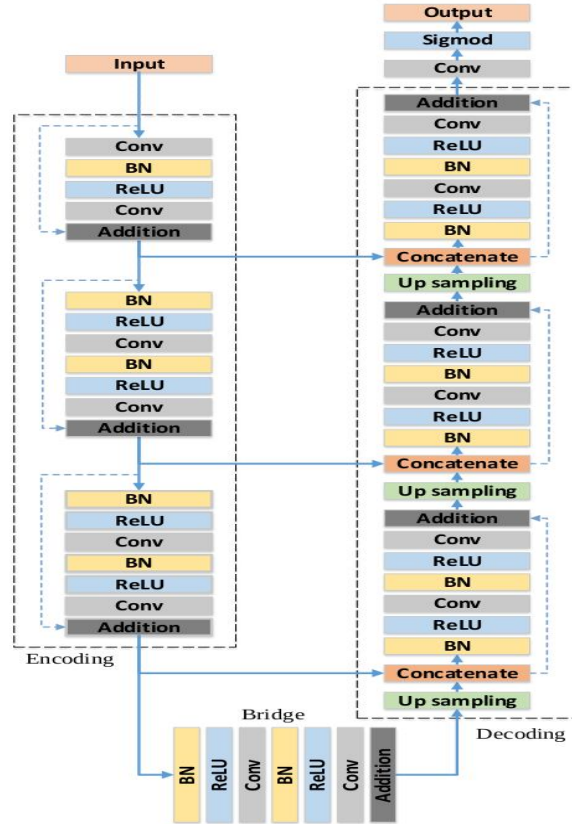 Input
Conv
BN
ReLU
Conv
Addition
BN
ReLU
Conv
BN
ReLU
Conv
Addition
BN
ReLU
Conv
BN
ReLU
Conv
Addition
Encoding
Bridge
BN
ReLU
Conv
BN
ReLU
Conv
Addition
Output
Sigmod
Conv
Addition
Conv
ReLU
BN
Conv
ReLU
BN
Concatenate
Up sampling
Addition
Conv
ReLU
BN
Conv
ReLU
BN
Concatenate
Up sampling
Addition
Conv
ReLU
BN
Conv
ReLU
BN
Concatenate
Up sampling
Decoding